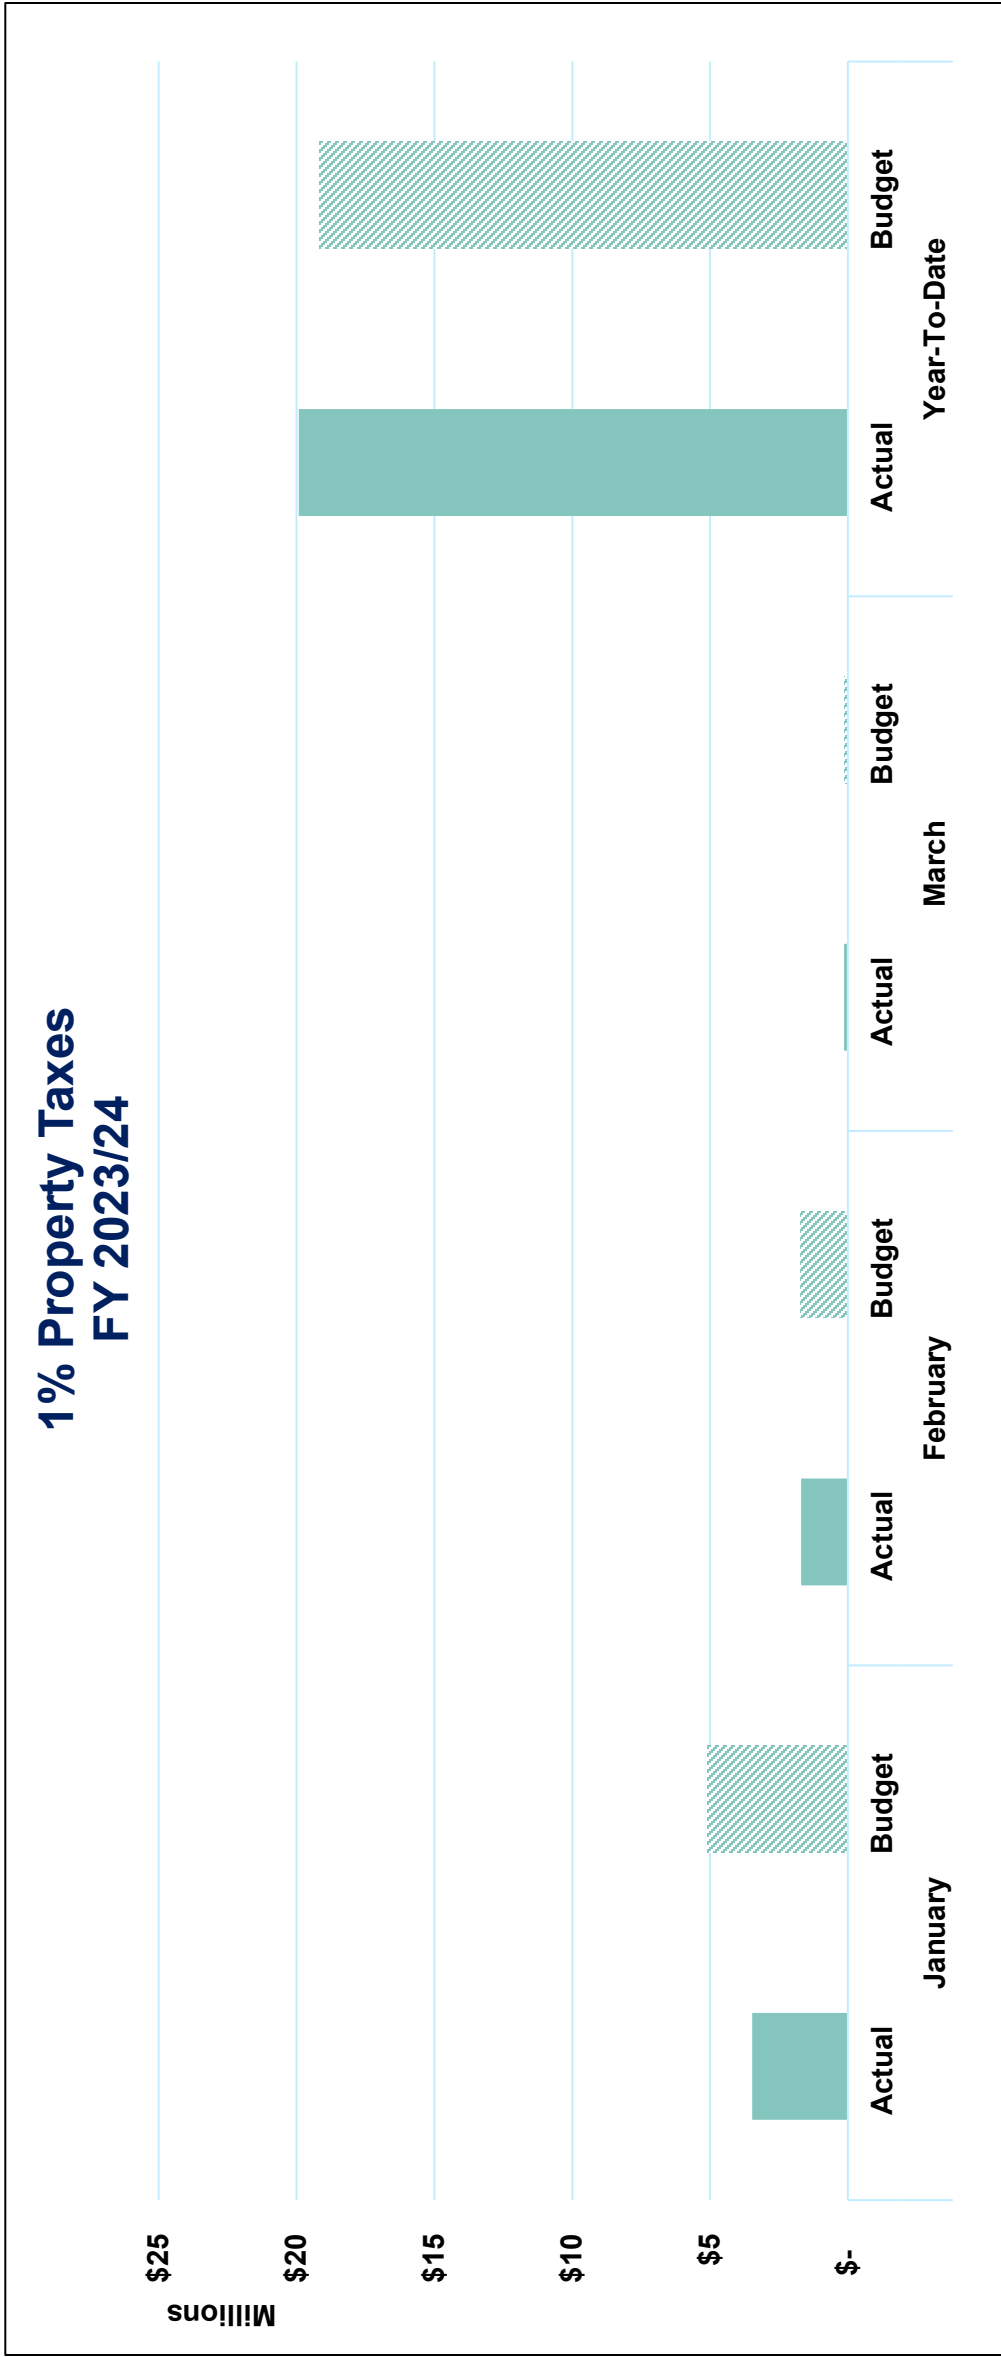 1% Property Taxes
FY 2023/24
Millions
$25
$20
$15
$10
$5
$-
Actual
Budget
Actual
Budget
Actual
Budget
Actual
Budget
January
February
March
Year-To-Date